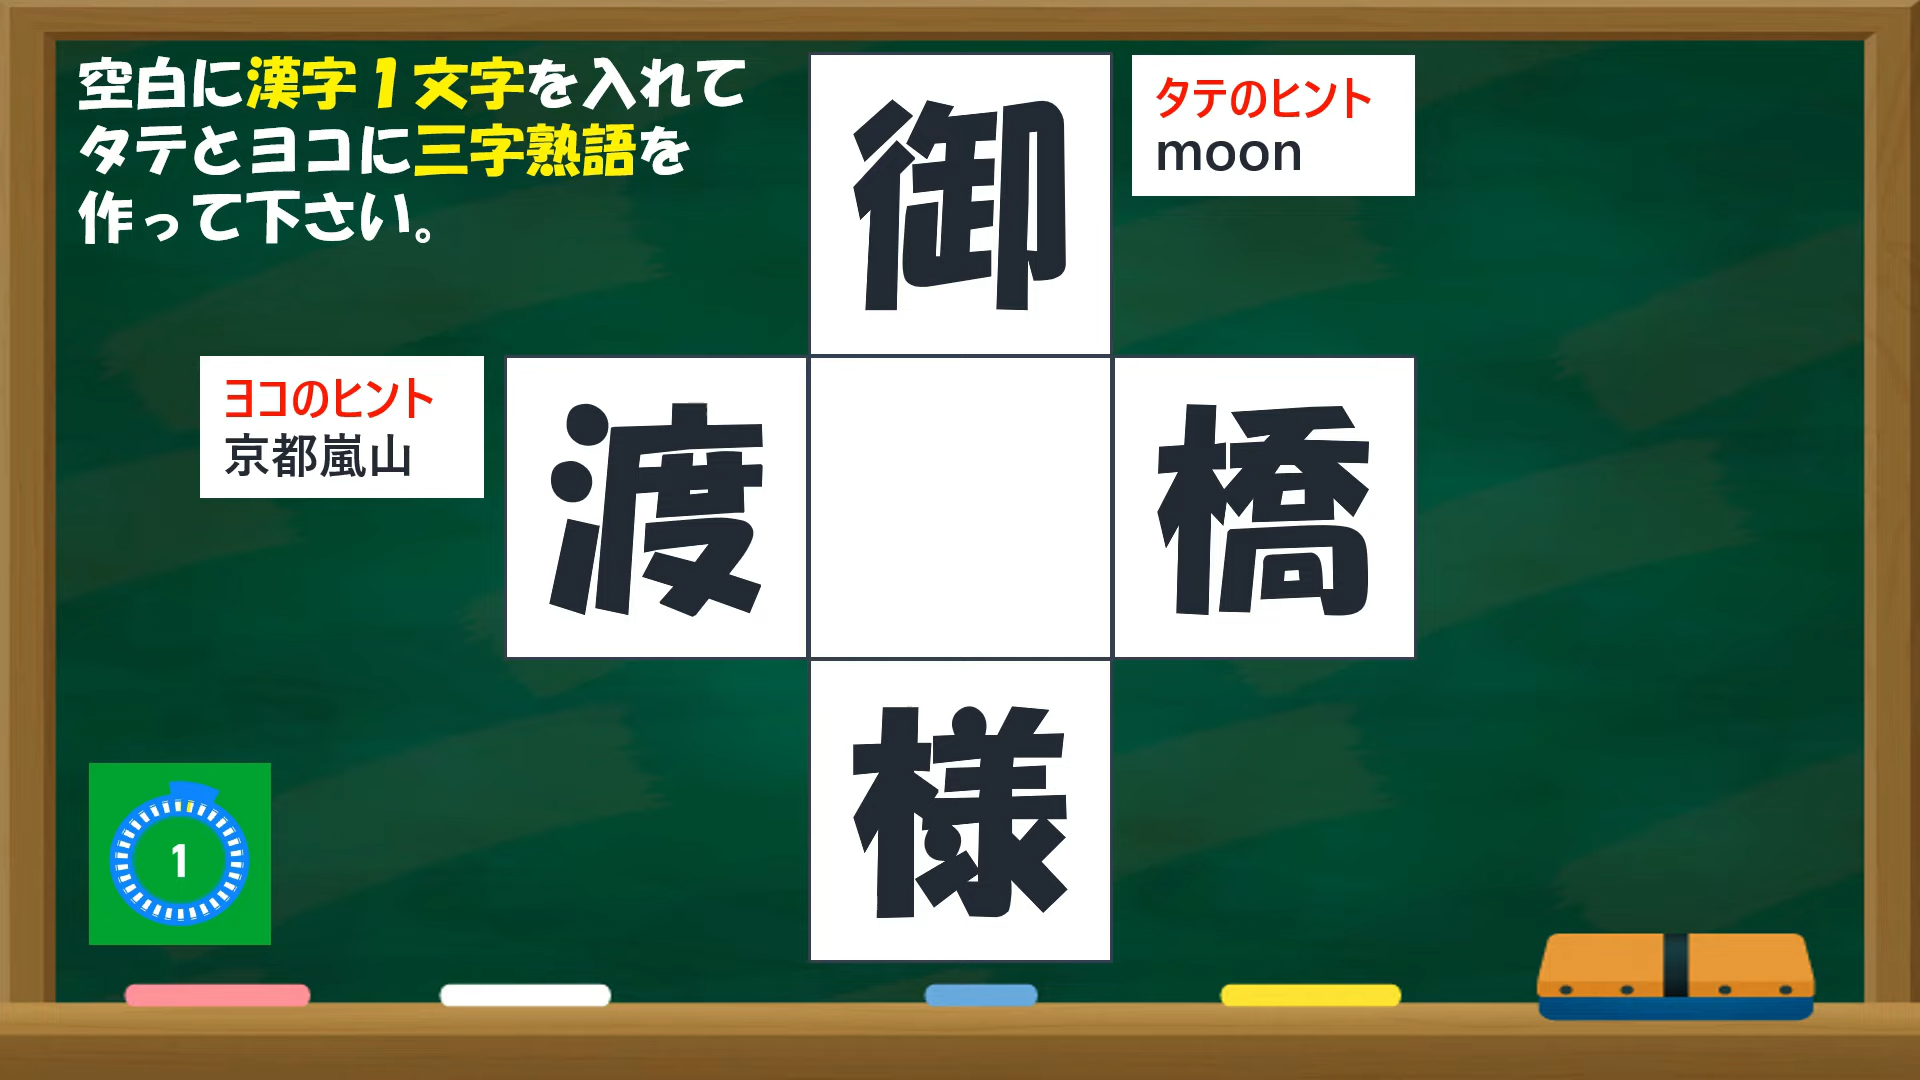 空白に漢字1文字を入れて
タテとヨコに三字熟語を
作って下さい。
タテのヒント
moon
御
ヨコのヒント
京都嵐山
渡 橋
様
1